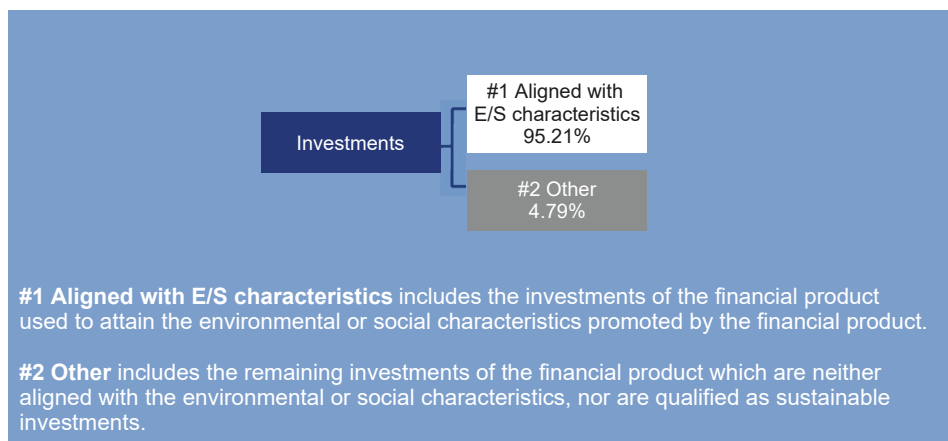 Investments
#1 Aligned with
E/S characteristics
95.21%
#2 Other
4.79%
#1 Aligned with E/S characteristics includes the investments of the financial product
used to attain the environmental or social characteristics promoted by the financial product.
#2 Other includes the remaining investments of the financial product which are neither
aligned with the environmental or social characteristics, nor are qualified as sustainable
investments.